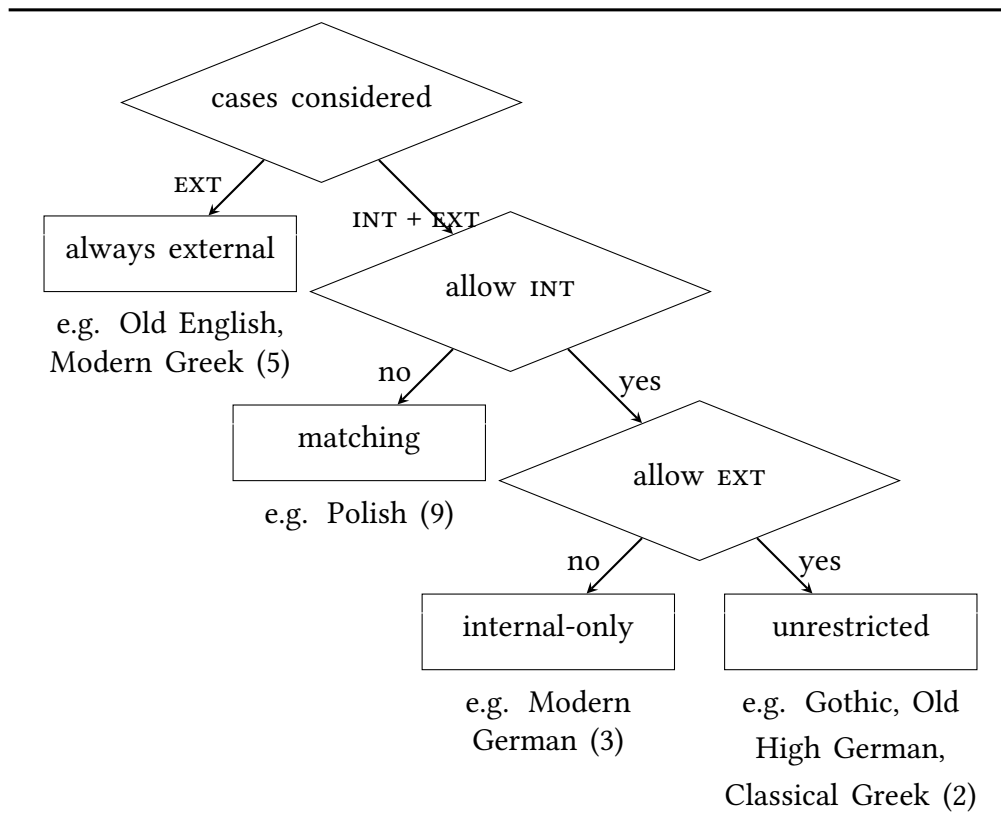 cases considered
EXT
INT + EXT
always external
allow INT
e.g. Old English,
Modern Greek (5)
no
yes
matching
allow EXT
e.g. Polish (9)
no
yes
internal-only
unrestricted
e.g. Modern
German (3)
e.g. Gothic, Old
High German,
Classical Greek (2)